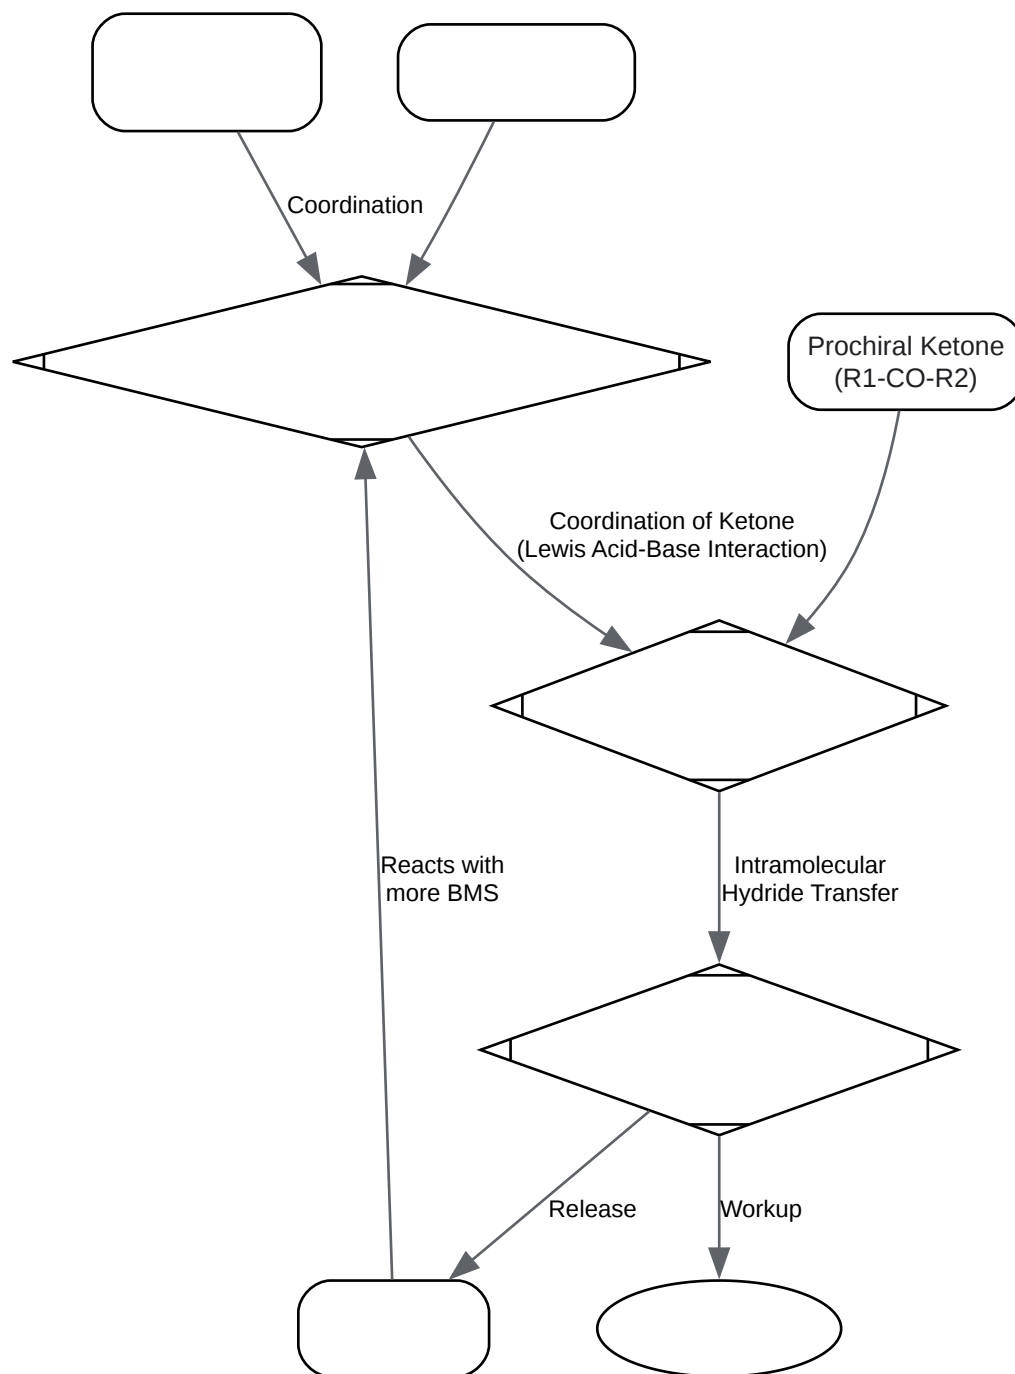 Coordination
Prochiral Ketone
(R1-CO-R2)
Coordination of Ketone
(Lewis Acid-Base Interaction)
Reacts with
more BMS
Intramolecular
Hydride Transfer
Release
Workup